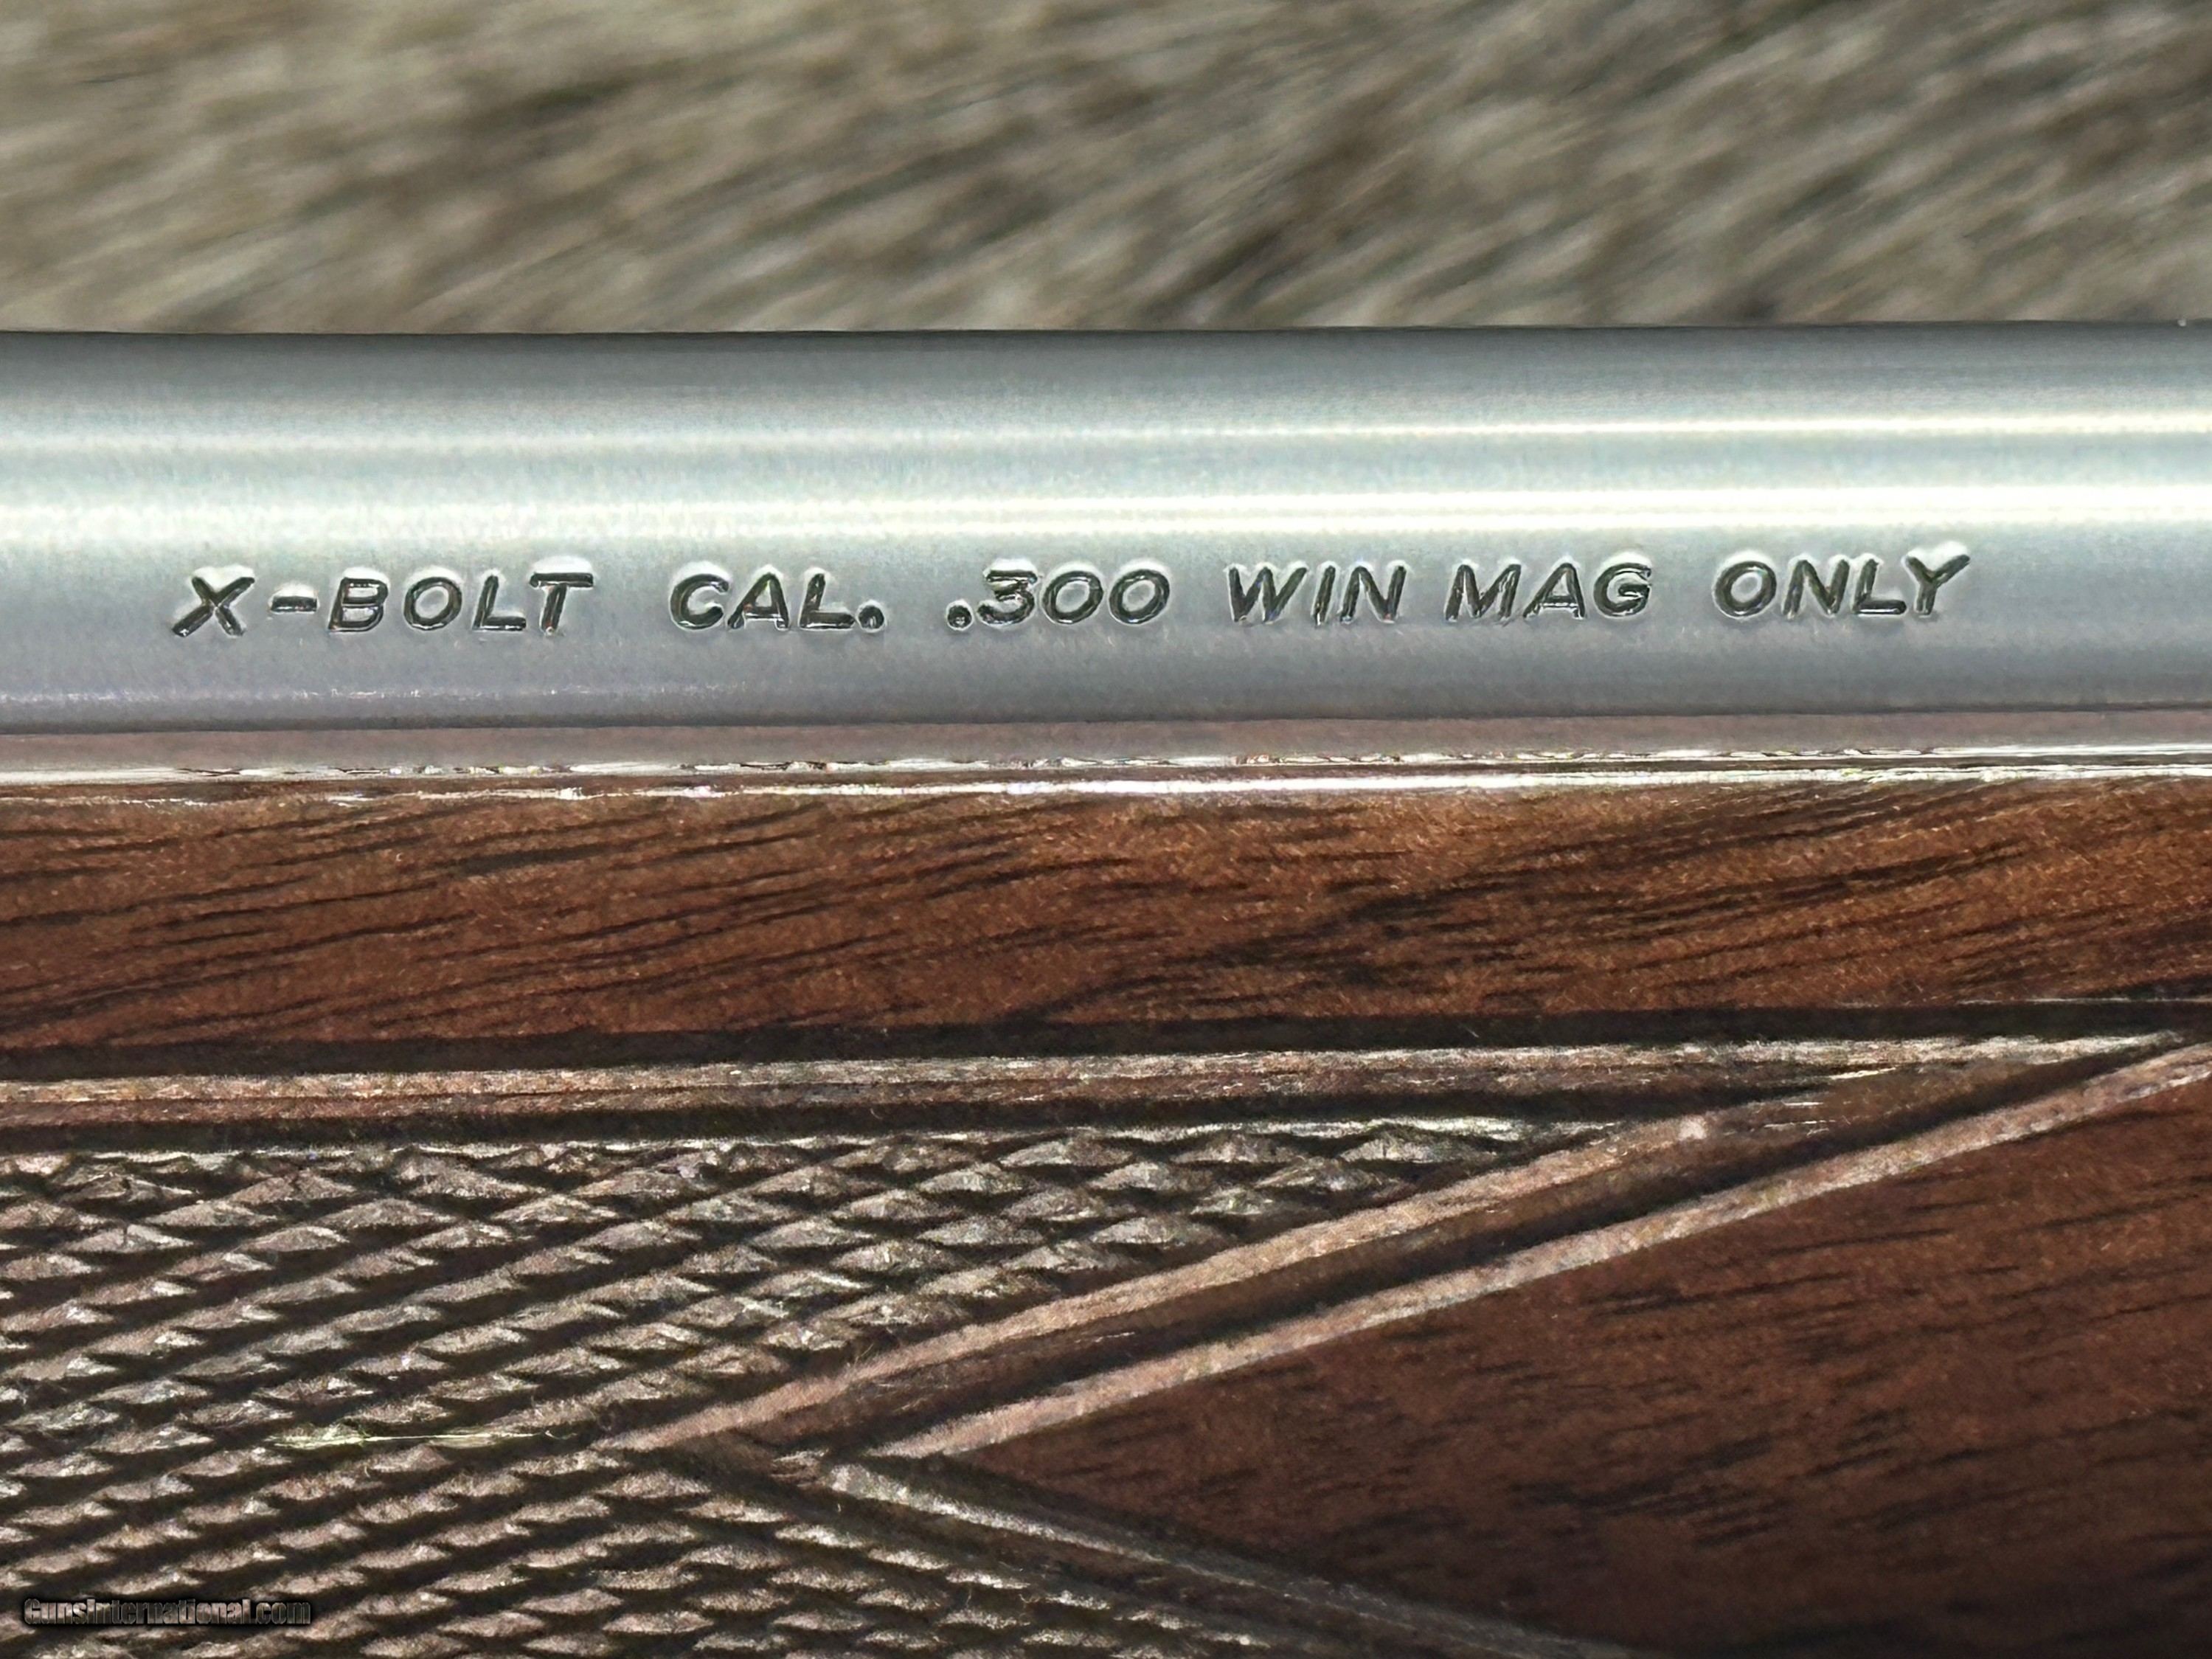 X-BOLT CAL. .300 WIN MAG ONLY
GunsInternational.com